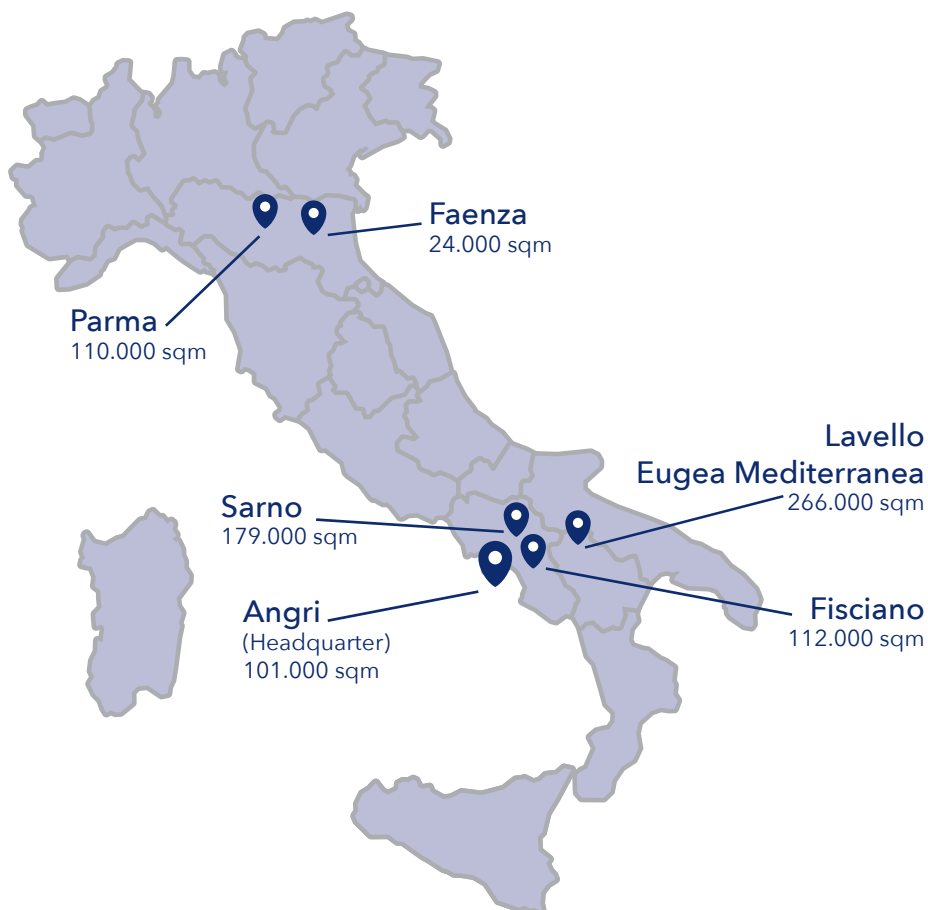 Faenza
24.000 sqm
Parma
110.000 sqm
Lavello
Eugea Mediterranea
266.000 sqm
Sarno
179.000 sqm
Angri
(Headquarter)
101.000 sqm
Fisciano
112.000 sqm